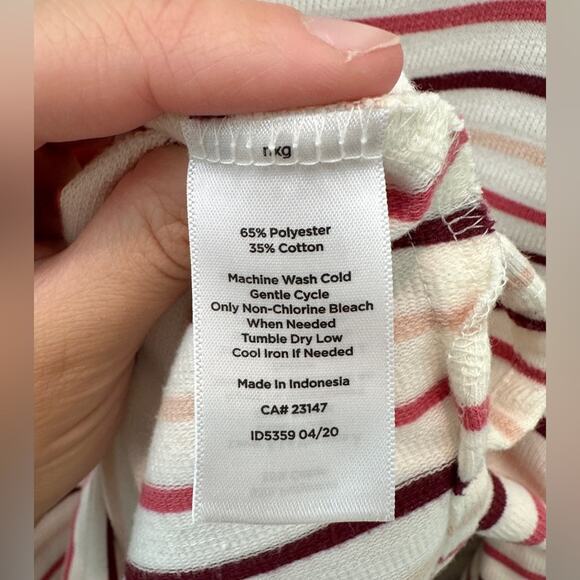 65% Polyester
35% Cotton
Machine Wash Cold
Gentle Cycle
Only Non-Chlorine Bleach
When Needed
Tumble Dry Low
Cool Iron If Needed
Made In Indonesia
CA# 23147
ID5359 04/20